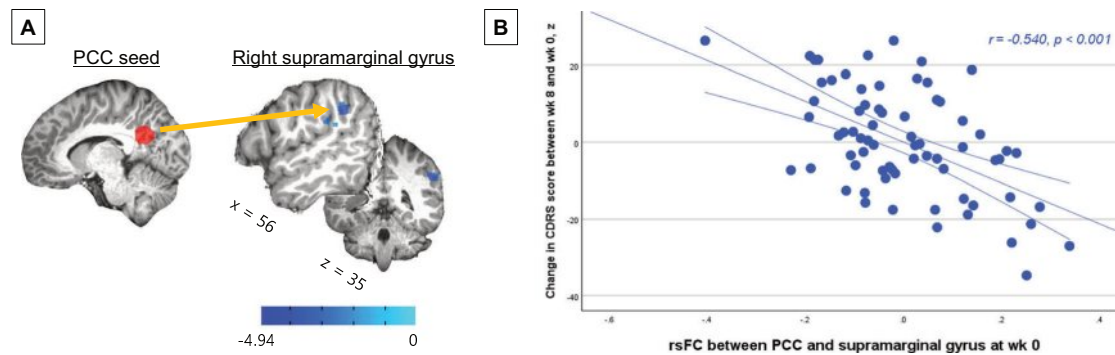 A
PCC seed
Right supramarginal gyrus
x = 56
z = 35
-4.94
0
B
Change in CDRS score between wk 8 and wk 0, z
r = -0.540, p < 0.001
20
0
-20
-40
-.6
-.4
-.2
.0
.2
.4
rsFC between PCC and supramarginal gyrus at wk 0